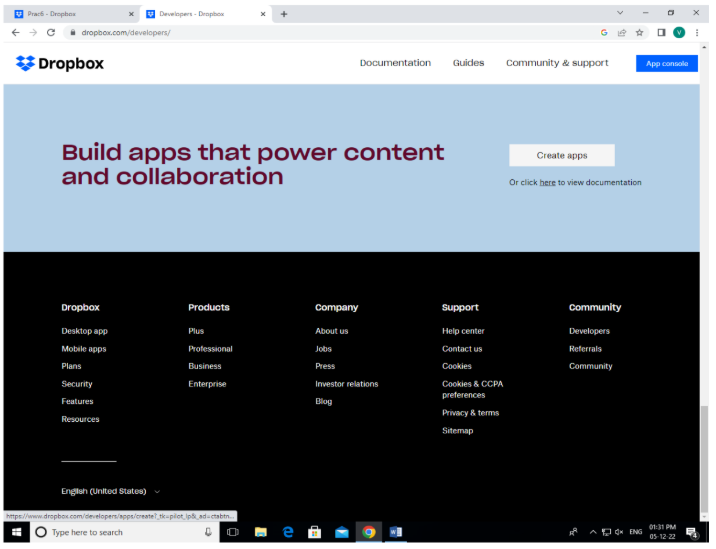 Practi - Dropbox
Developers - Dropbox
dropbox.com/developers/
G
V
Dropbox
Documentation
Guides
Community & support
App console
Build apps that power content
and collaboration
Create apps
Or click here to view documentation
Dropbox
Desktop app
Mobile apps
Plans
Security
Features
Resources
Products
Plus
Professional
Business
Enterprise
Company
About us
Jobs
Press
Investor relations
Blog
Support
Help center
Contact us
Cookies
Cookies & CCPA
preferences
Privacy & terms
Sitemap
Community
Developers
Referrals
Community
English (United States)
https://www.dropbox.com/developers/apps/create?_tk=pilot_lp&_ad=ctabtn...
Type here to search
ENG
01:31 PM
05-12-22
4